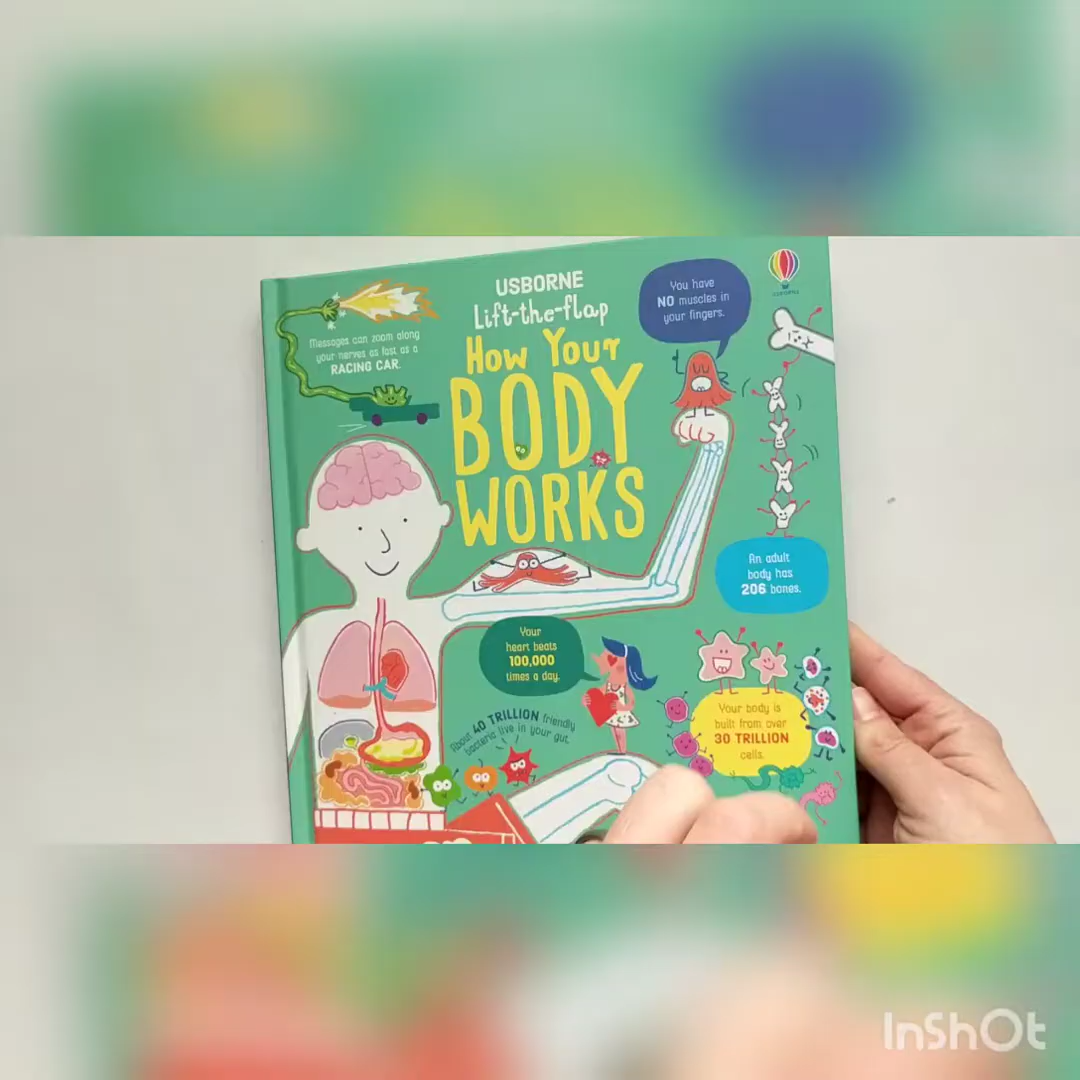 USBORNE
Lift-the-flap
How Your
BODY
WORKS
Messages can zoom along
your nerves as fast as a
RACING CAR.
You have
NO muscles in
your fingers.
USBORNE
An adult
body has
206 bones.
Your
heart beats
100,000
times a day.
About 40 TRILLION friendly
bacteria live in your gut.
Your body is
built from over
30 TRILLION
cells.
InShOt